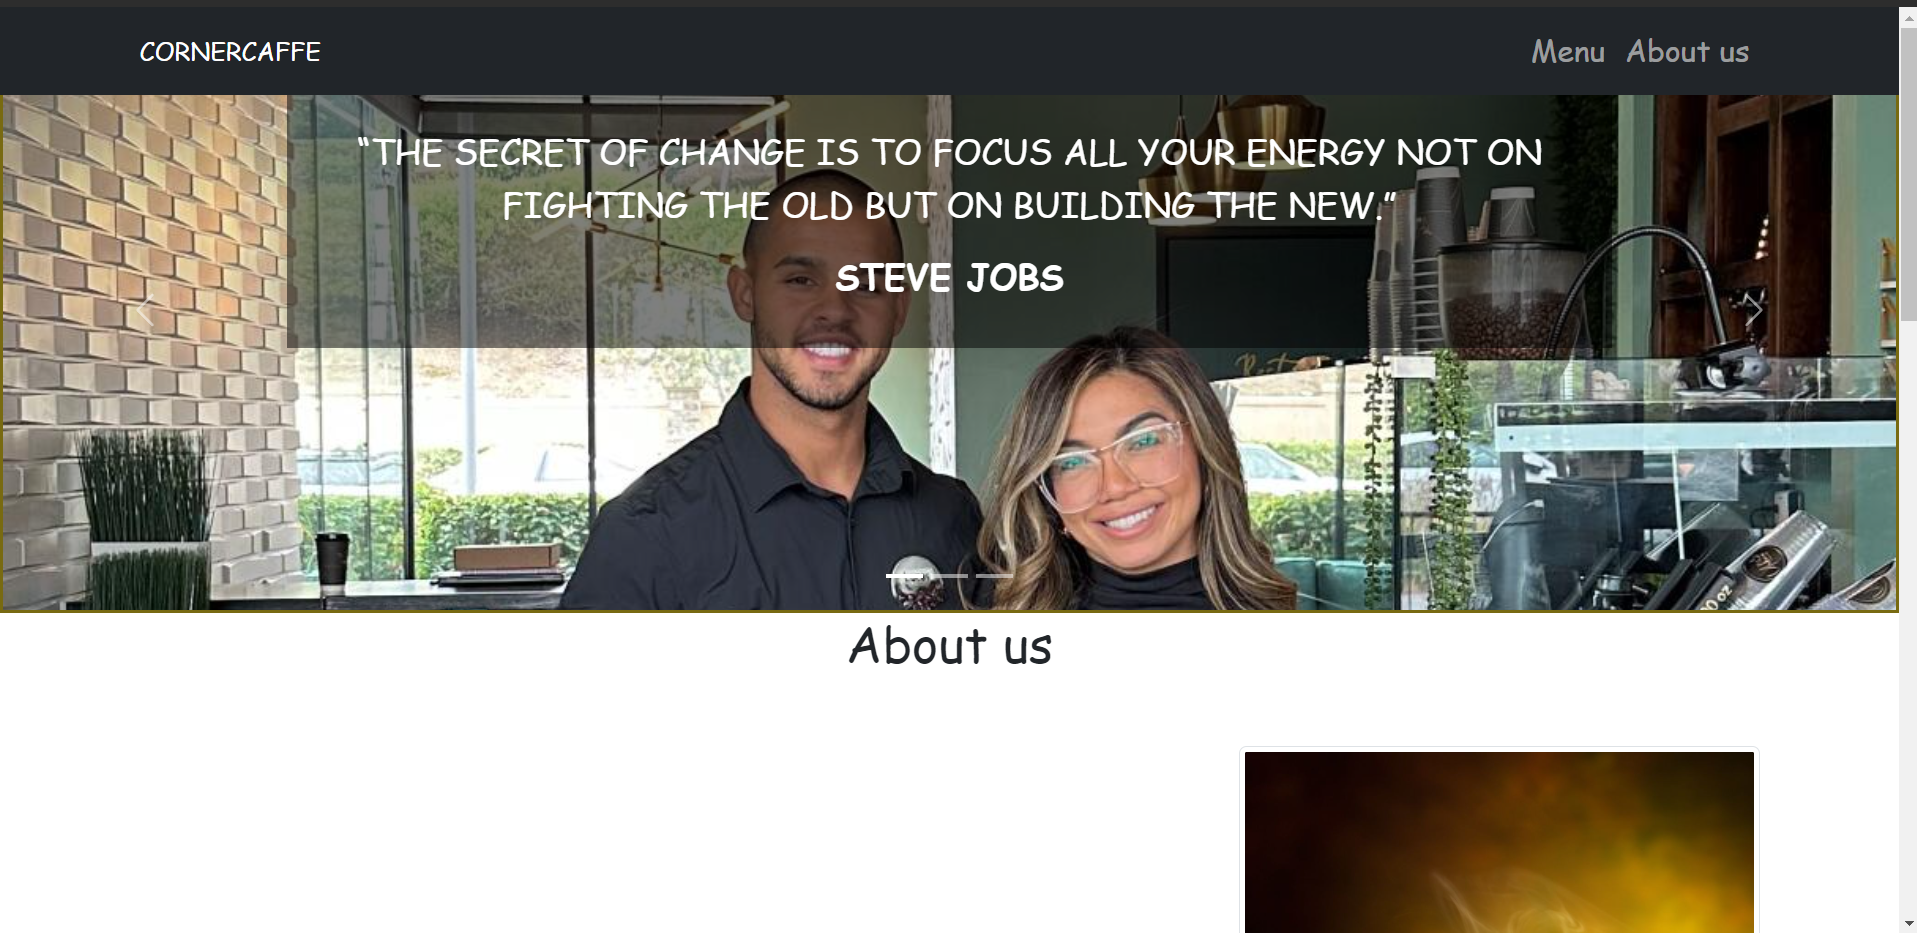 CORNERCAFFE
Menu About us
“THE SECRET OF CHANGE IS TO FOCUS ALL YOUR ENERGY NOT ON
FIGHTING THE OLD BUT ON BUILDING THE NEW.”
STEVE JOBS
About us